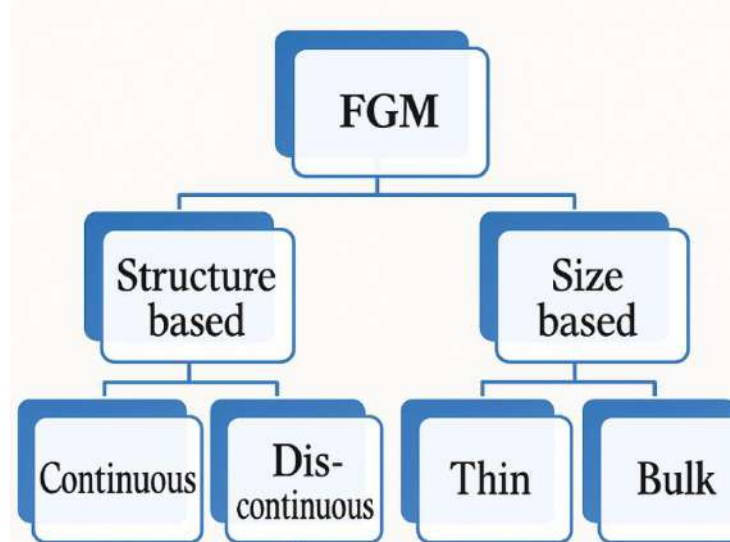 FGM
Structure
based
Size
based
Continuous
Dis-
continuous
Thin
Bulk